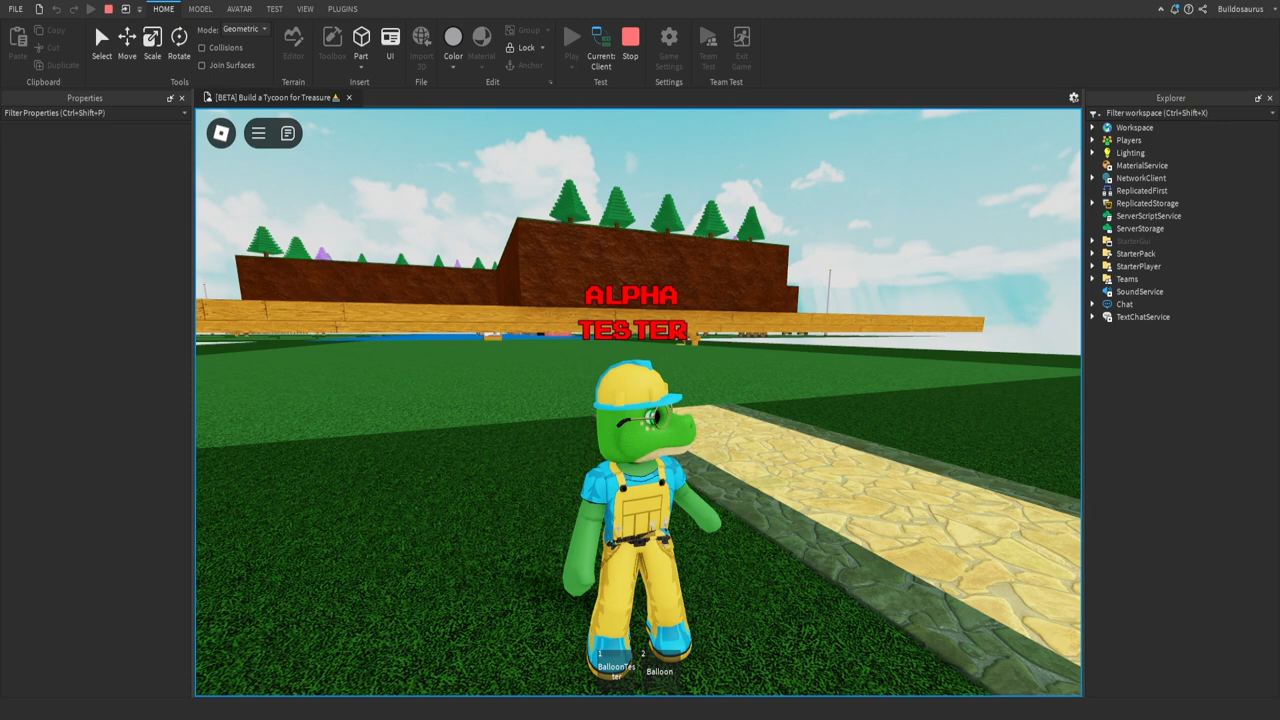 FILE HOME MODEL AVATAR TEST VIEW PLUGINS Buildosaurus
Paste Copy Cut Duplicate
Clipboard
Select Move Scale Rotate Mode: Geometric
Collisions
Join Surfaces
Tools
Editor
Terrain
Toolbox Part UI
Insert
Import 3D
File
Color Material Group
Lock
Anchor
Edit
Play Current: Client Stop
Test
Game Settings
Settings
Team Test Exit Game
Team Test
Properties
Filter Properties (Ctrl+Shift+P)
[BETA] Build a Tycoon for Treasure
ALPHA
TESTER
1
BalloonTes
ter
2
Balloon
Explorer
Filter workspace (Ctrl+Shift+X)
Workspace
Players
Lighting
MaterialService
NetworkClient
ReplicatedFirst
ReplicatedStorage
ServerScriptService
ServerStorage
StarterGui
StarterPack
StarterPlayer
Teams
SoundService
Chat
TextChatService